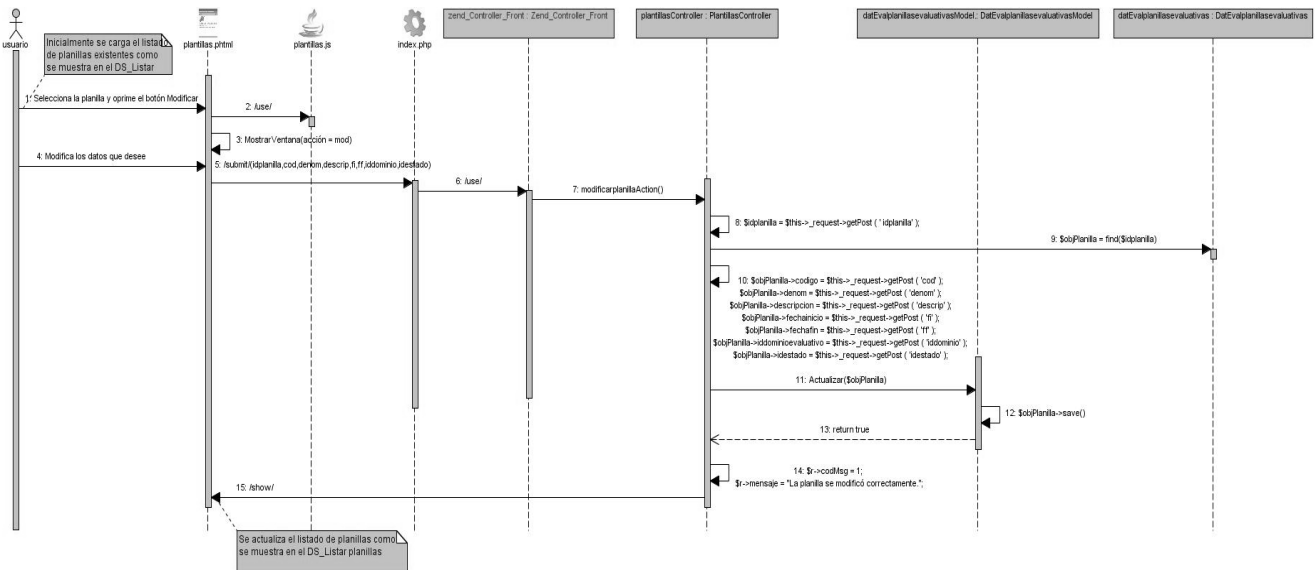 zend_Controller_Front : Zend_Controller_Front
plantillasController : PlantillasController
datEvalplanillasevaluativasModel.: DatEvalplanillasevaluativasModel
datEvalplanillasevaluativas : DatEvalplanillasevaluativas
usuario
plantillas.phtml
plantillas.js
index.php
Inicialmente se carga el listado
de planillas existentes como
se muestra en el DS_Listar
1: Selecciona la planilla y oprime el botón Modificar
2: /use/
3: MostrarVentana(acción = mod)
4: Modifica los datos que desee
5: /submit/(idplanilla,cod,denom,descrip,fi,ff,iddominio,idestado)
6: /use/
7: modificarplanillaAction()
8: $idplanilla = $this->_request->getPost ( ' idplanilla' );
9: $objPlanilla = find($idplanilla)
10: $objPlanilla->codigo = $this->_request->getPost ( 'cod' );
$objPlanilla->denom = $this->_request->getPost ( 'denom' );
$objPlanilla->descripcion = $this->_request->getPost ( 'descrip' );
$objPlanilla->fechainicio = $this->_request->getPost ( 'fi' );
$objPlanilla->fechafin = $this->_request->getPost ( 'ff' );
$objPlanilla->iddominioevaluativo = $this->_request->getPost ( 'iddominio' );
$objPlanilla->idestado = $this->_request->getPost ( 'idestado' );
11: Actualizar($objPlanilla)
12: $objPlanilla->save()
13: return true
14: $r->codMsg = 1;
$r->mensaje = "La planilla se modificó correctamente.";
15: /show/
Se actualiza el listado de planillas como
se muestra en el DS_Listar planillas